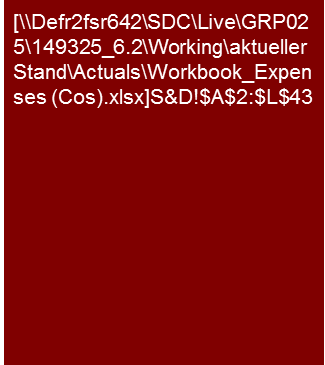 [\\Defr2fsr642\SDC\Live\GRP02
5\149325_6.2\Working\aktueller
Stand\Actuals\Workbook_Expen
ses (Cos).xlsx]S&D!$A$2:$L$43